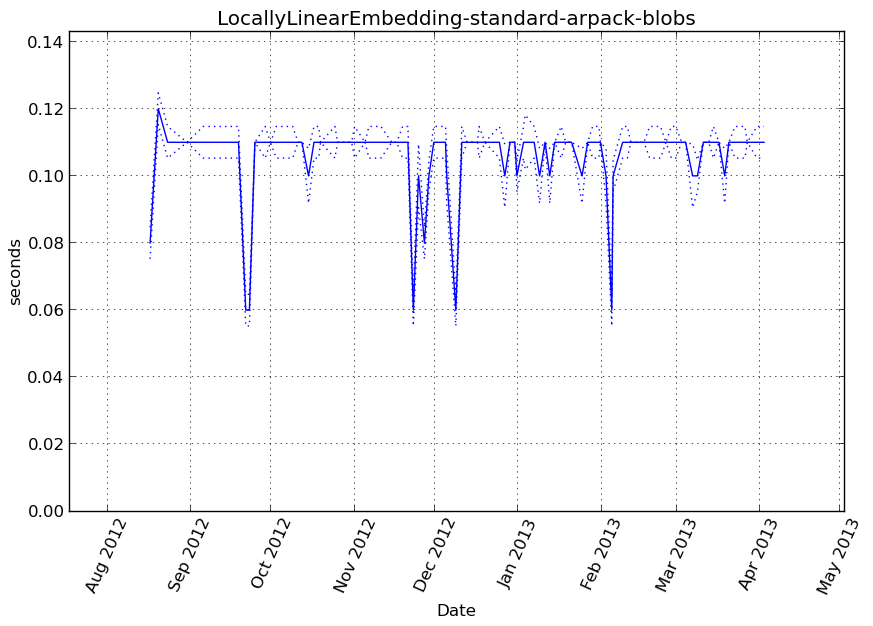 LocallyLinearEmbedding-standard-arpack-blobs
0.14
0.12
0.10
0.08
0.06
0.04
0.02
0.00
seconds
Aug 2012
Sep 2012
Oct 2012
Nov 2012
Dec 2012
Jan 2013
Feb 2013
Mar 2013
Apr 2013
May 2013
Date